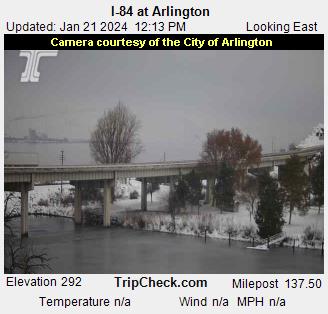 I-84 at Arlington
Updated: Jan 21 2024 12:13 PM Looking East
Camera courtesy of the City of Arlington
Elevation 292 TripCheck.com Milepost 137.50
Temperature n/a Wind n/a MPH n/a